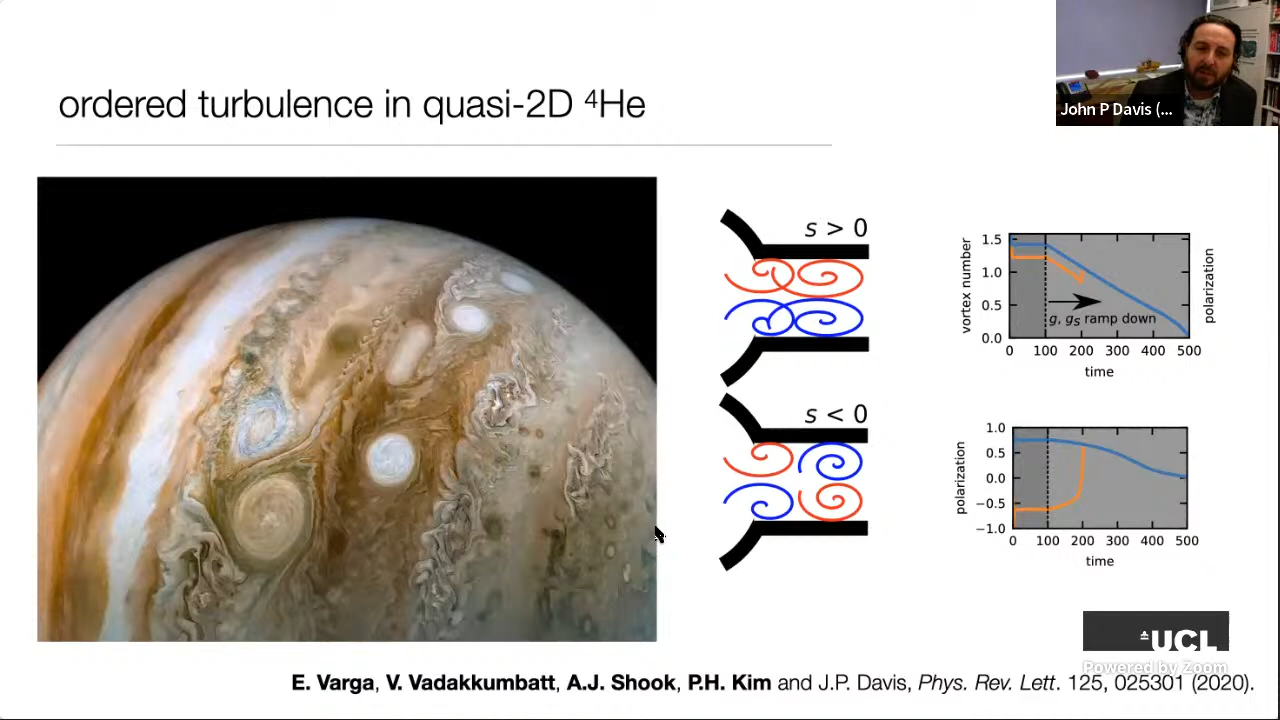 John P Davis (...
ordered turbulence in quasi-2D ⁴He
s > 0
s < 0
vortex number
1.5
1.0
0.5
0.0
g, gₛ ramp down
polarization
0 100 200 300 400 500
time
polarization
1.0
0.5
0.0
−0.5
−1.0
0 100 200 300 400 500
time
UCL
Powered by Zoom
E. Varga, V. Vadakkumbatt, A.J. Shook, P.H. Kim and J.P. Davis, Phys. Rev. Lett. 125, 025301 (2020).